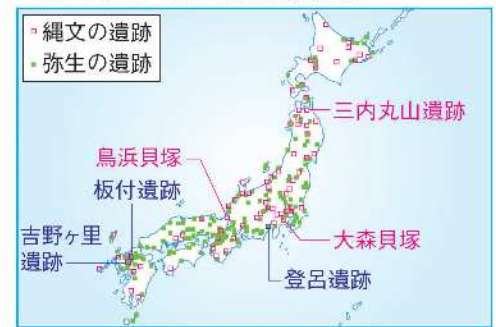 縄文の遺跡
弥生の遺跡
三内丸山遺跡
鳥浜貝塚
板付遺跡
吉野ヶ里
遺跡
大森貝塚
登呂遺跡